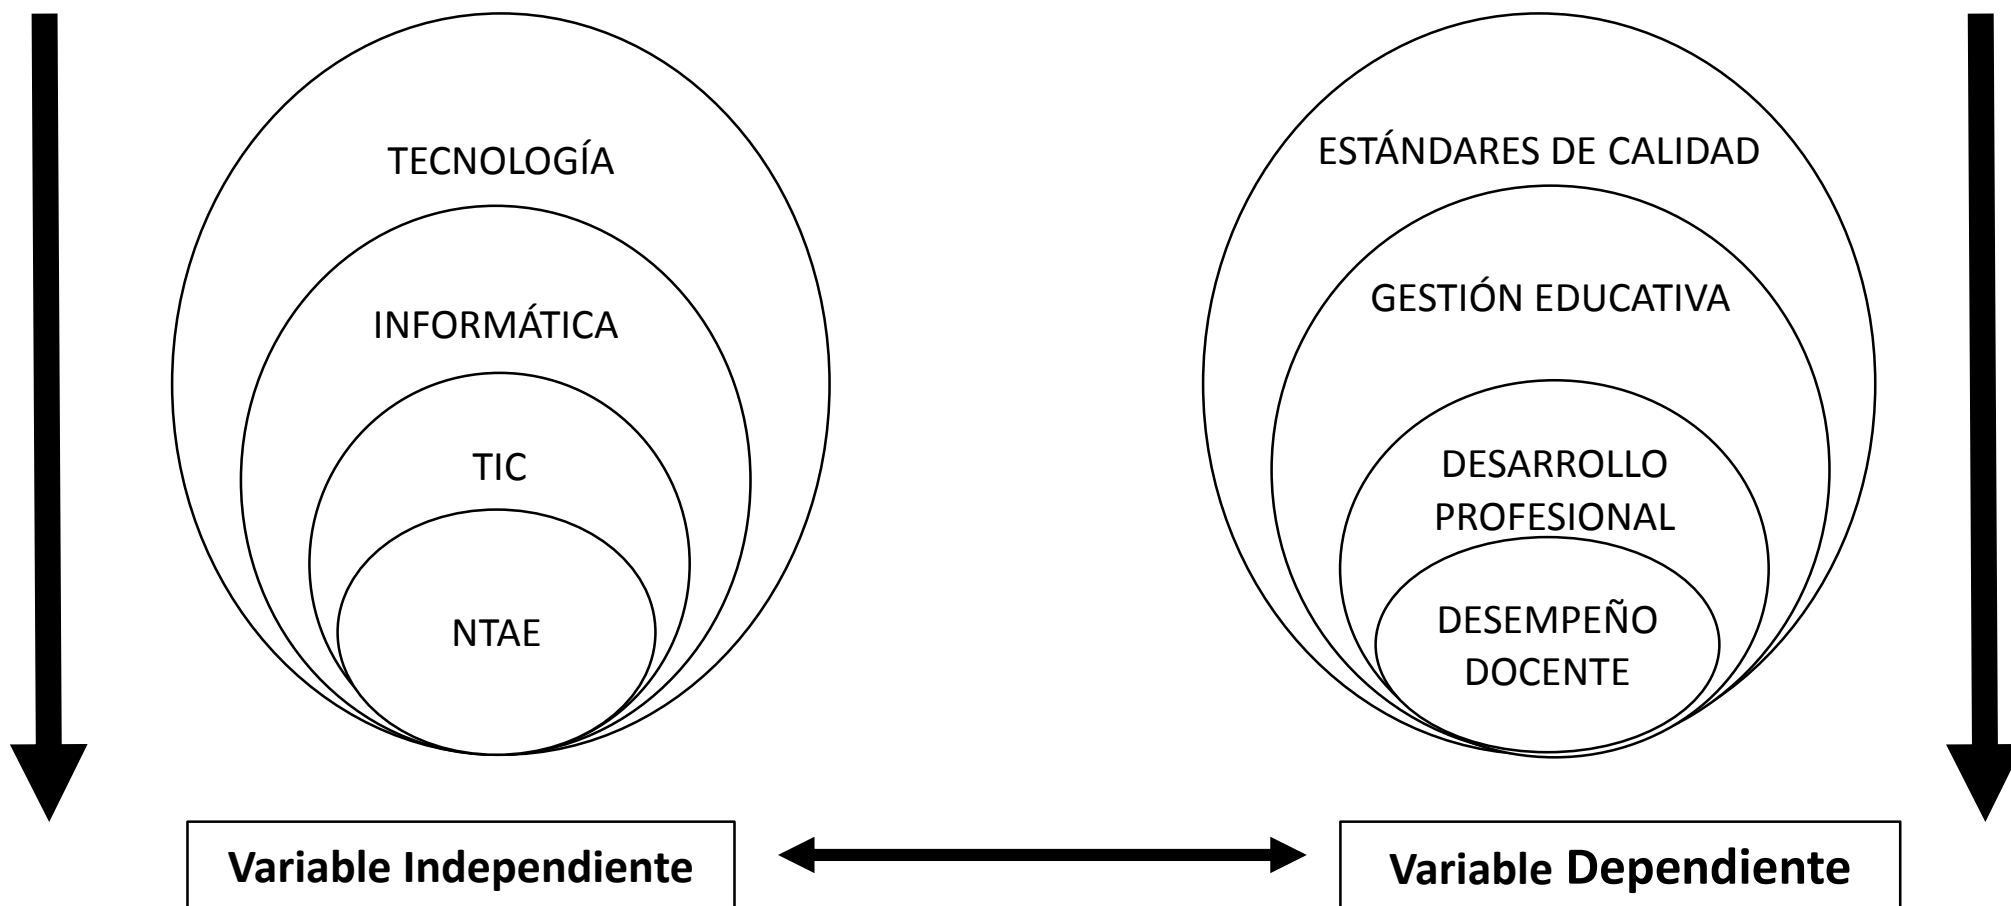 TECNOLOGÍA
INFORMÁTICA
TIC
NTAE
Variable Independiente
ESTÁNDARES DE CALIDAD
GESTIÓN EDUCATIVA
DESARROLLO
PROFESIONAL
DESEMPEÑO
DOCENTE
Variable Dependiente